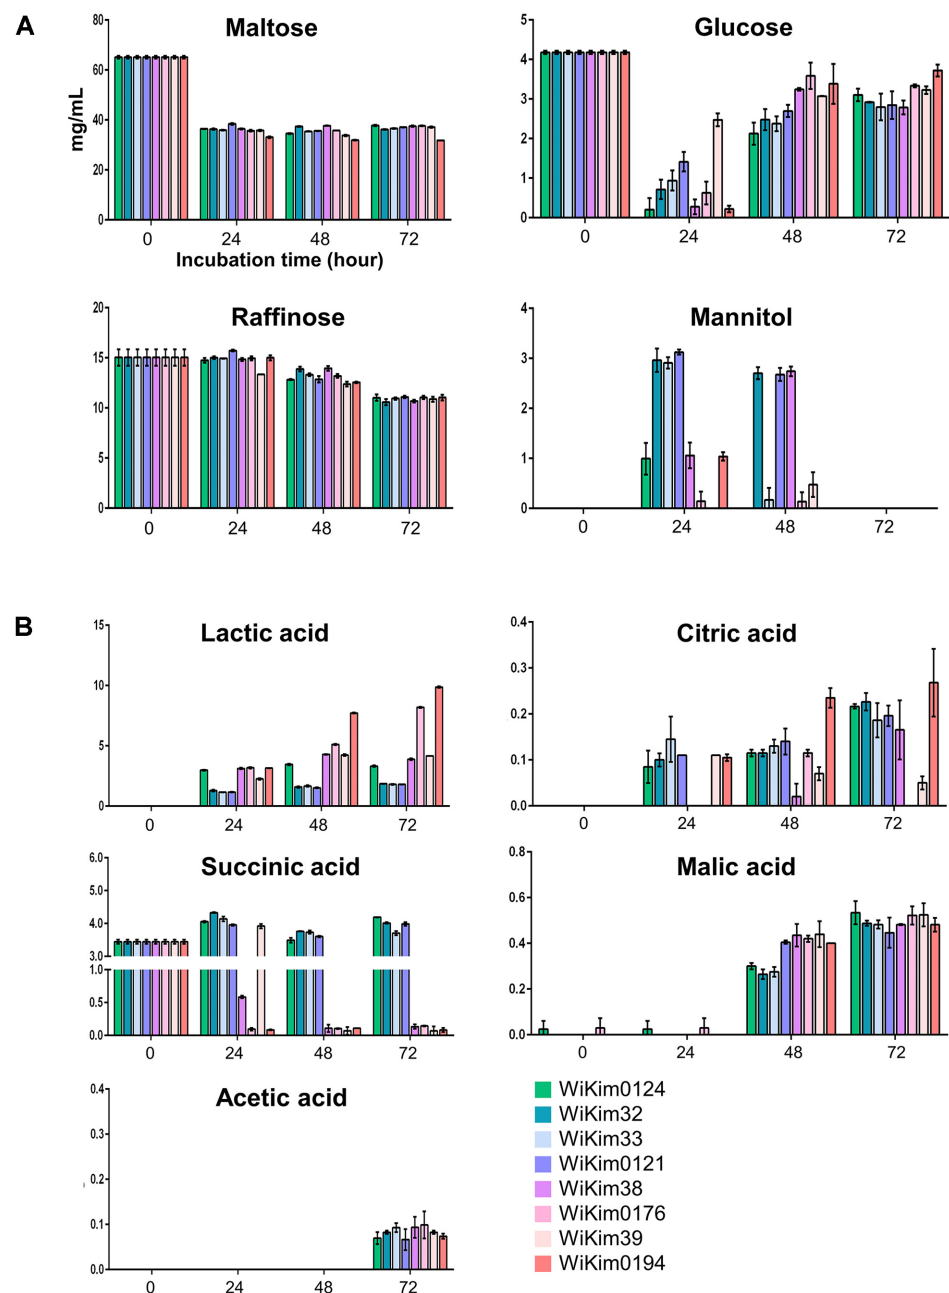 A
Maltose
mg/mL
80
60
40
20
0
0 24 48 72
Incubation time (hour)
Glucose
5
4
3
2
1
0
0 24 48 72
Raffinose
20
15
10
5
0
0 24 48 72
Mannitol
4
3
2
1
0
0 24 48 72
B
Lactic acid
15
10
5
0
0 24 48 72
Citric acid
0.4
0.3
0.2
0.1
0.0
0 24 48 72
Succinic acid
6.0
5.0
4.0
3.0
1.0
0.5
0.0
0 24 48 72
Malic acid
0.8
0.6
0.4
0.2
0.0
0 24 48 72
Acetic acid
0.4
0.3
0.2
0.1
0.0
0 24 48 72
WiKim0124
WiKim32
WiKim33
WiKim0121
WiKim38
WiKim0176
WiKim39
WiKim0194